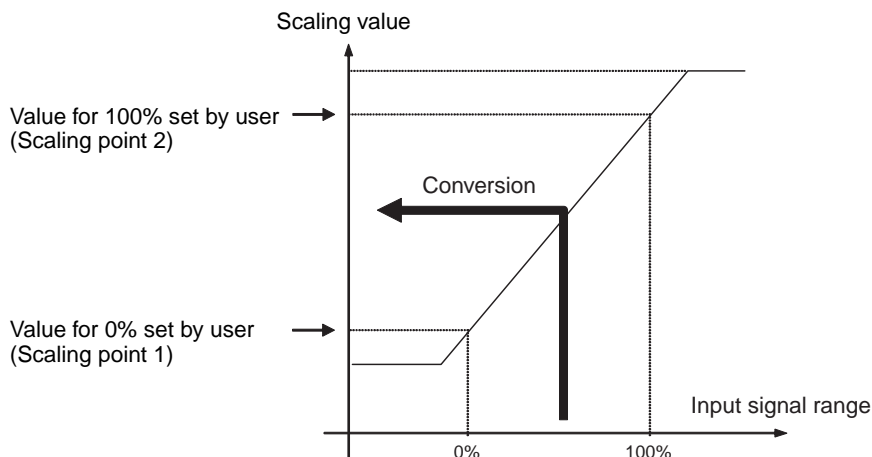 Scaling value
Value for 100% set by user
(Scaling point 2)
Conversion
Value for 0% set by user
(Scaling point 1)
Input signal range
0%
100%